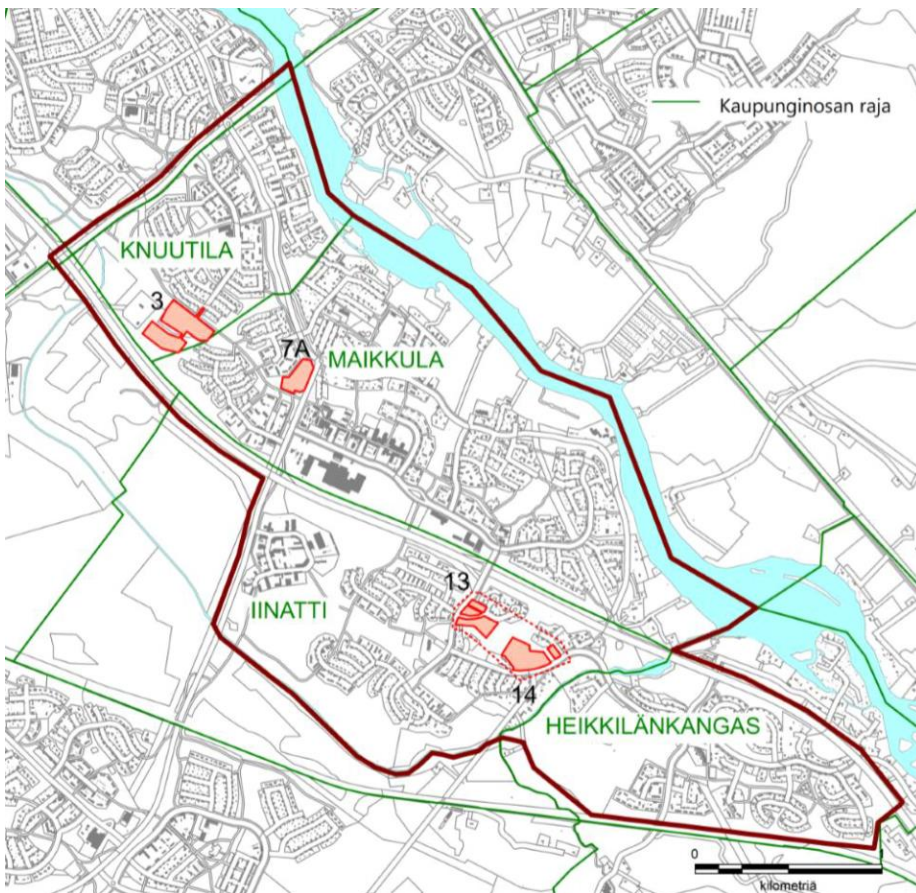 Kaupunginosan raja
KNUUTILA
3
7A
MAIKKULA
13
IINATTI
14
HEIKKILÄNKANGAS
0 1
kilometriä